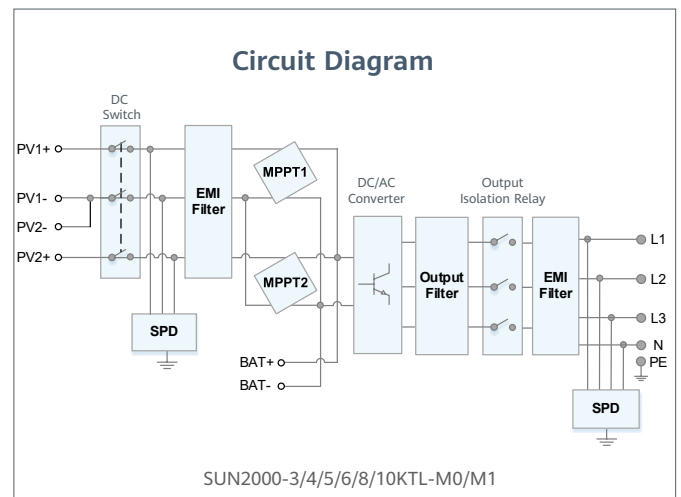 Circuit Diagram
DC
Switch
PV1+
PV1-
PV2-
PV2+
EMI
Filter
MPPT1
MPPT2
DC/AC
Converter
Output
Isolation Relay
Output
Filter
EMI
Filter
L1
L2
L3
N
PE
SPD
BAT+
BAT-
SPD
SUN2000-3/4/5/6/8/10KTL-M0/M1